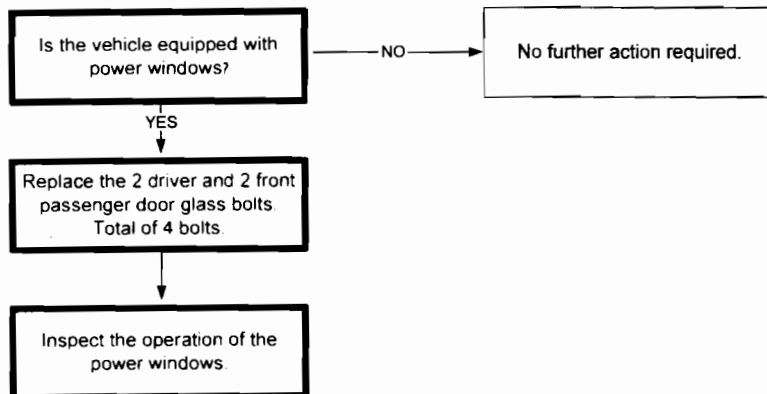 Is the vehicle equipped with
power windows?
NO
No further action required.
YES
Replace the 2 driver and 2 front
passenger door glass bolts.
Total of 4 bolts.
Inspect the operation of the
power windows.